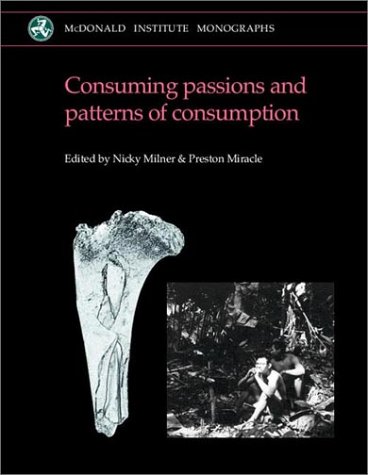 McDONALD INSTITUTE MONOGRAPHS
Consuming passions and
patterns of consumption
Edited by Nicky Milner & Preston Miracle